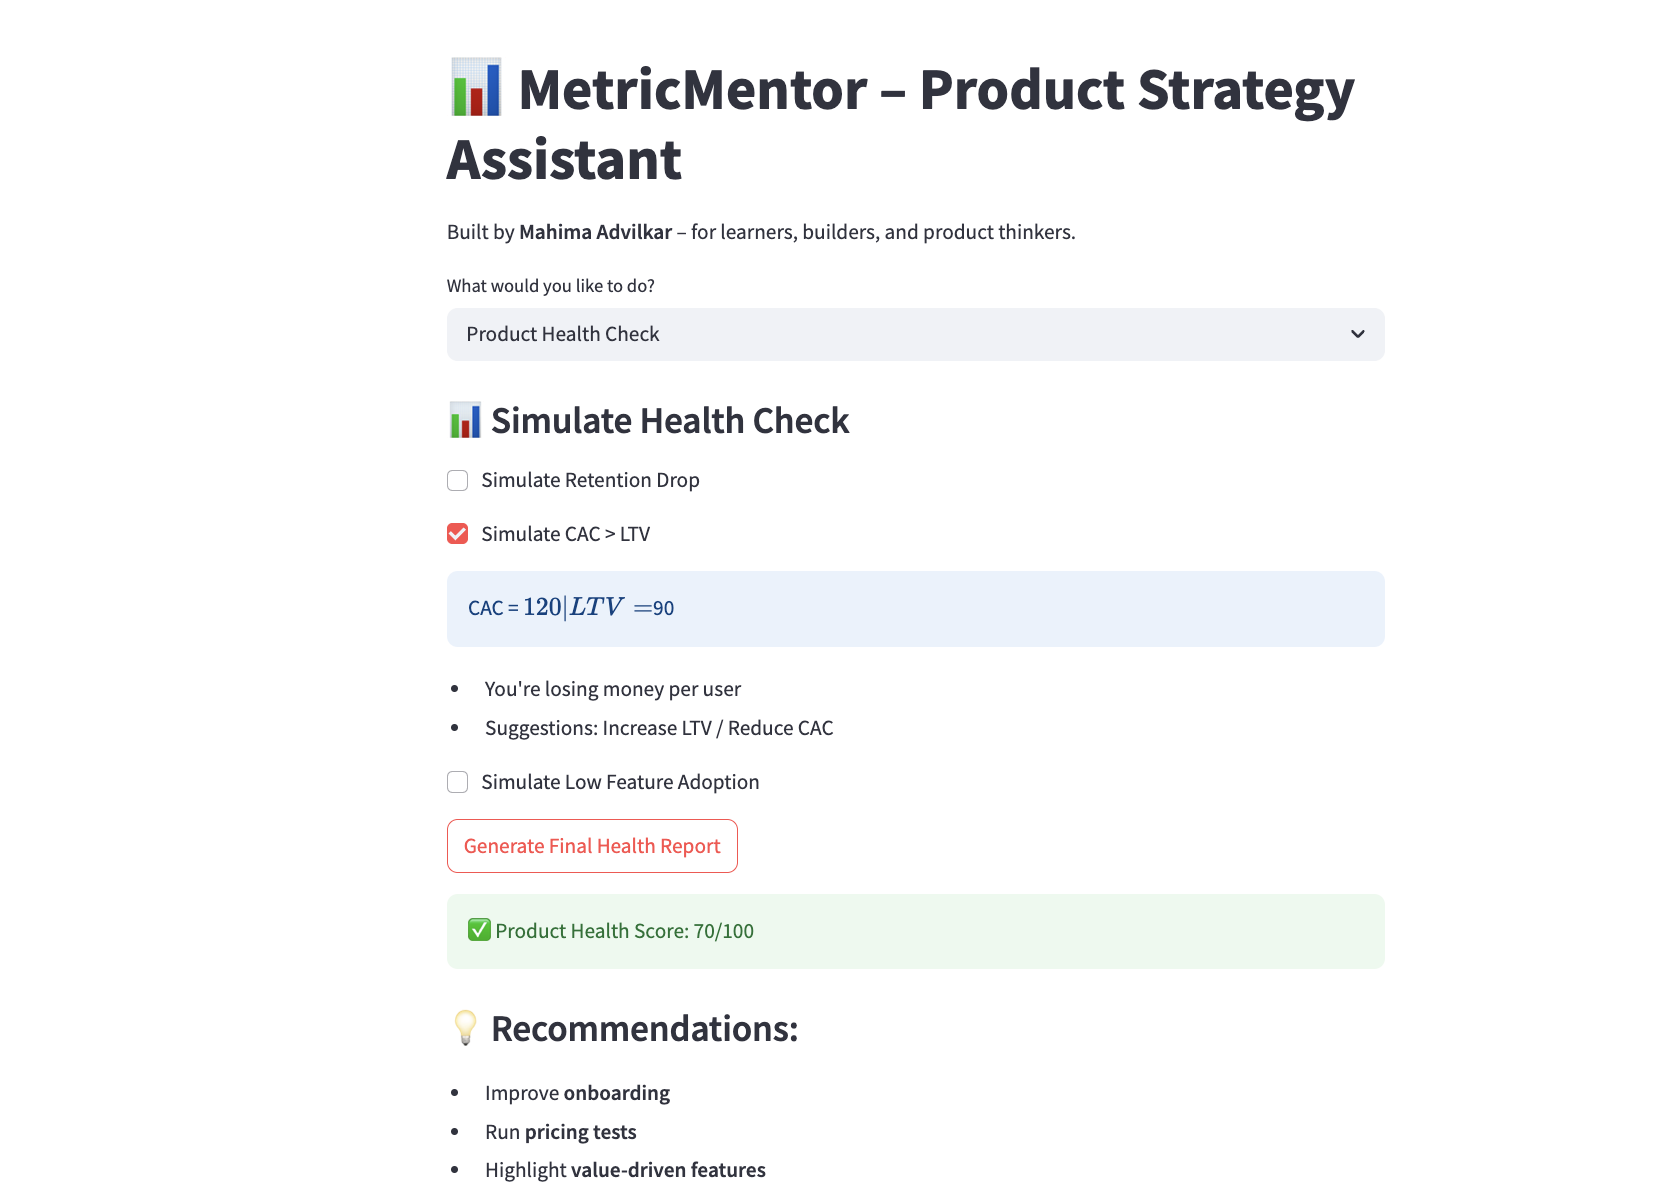 📊 MetricMentor – Product Strategy
Assistant
Built by Mahima Advilkar – for learners, builders, and product thinkers.
What would you like to do?
Product Health Check
📊 Simulate Health Check
Simulate Retention Drop
Simulate CAC > LTV
CAC = 120|LTV =90
• You're losing money per user
• Suggestions: Increase LTV / Reduce CAC
Simulate Low Feature Adoption
Generate Final Health Report
✅ Product Health Score: 70/100
💡 Recommendations:
• Improve onboarding
• Run pricing tests
• Highlight value-driven features